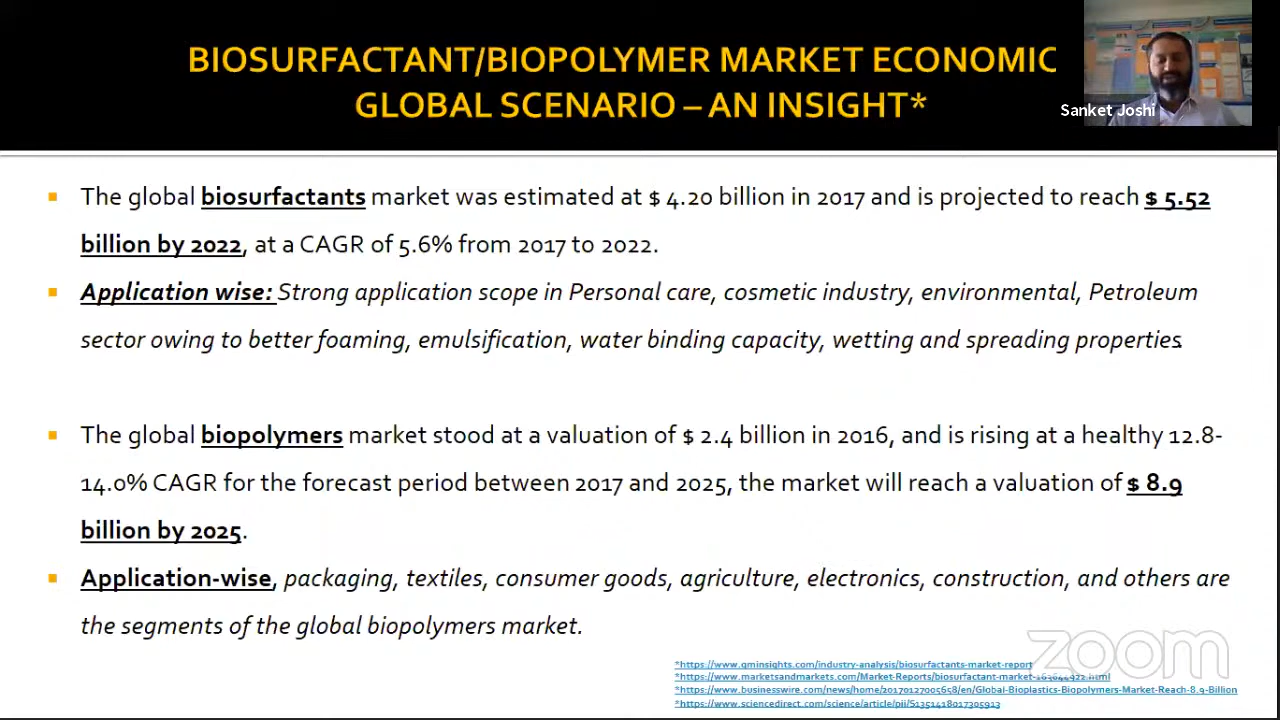 BIOSURFACTANT/BIOPOLYMER MARKET ECONOMIC
GLOBAL SCENARIO – AN INSIGHT*
Sanket Joshi
The global biosurfactants market was estimated at $ 4.20 billion in 2017 and is projected to reach $ 5.52
billion by 2022, at a CAGR of 5.6% from 2017 to 2022.
Application wise: Strong application scope in Personal care, cosmetic industry, environmental, Petroleum
sector owing to better foaming, emulsification, water binding capacity, wetting and spreading properties.
The global biopolymers market stood at a valuation of $ 2.4 billion in 2016, and is rising at a healthy 12.8-
14.0% CAGR for the forecast period between 2017 and 2025, the market will reach a valuation of $ 8.9
billion by 2025.
Application-wise, packaging, textiles, consumer goods, agriculture, electronics, construction, and others are
the segments of the global biopolymers market.
zoom
*https://www.gminsights.com/industry-analysis/biosurfactants-market-report
*https://www.businesswire.com/news/home/20170127005658/en/Global-Bioplastics-Biopolymers-Market-Reach-8.9-Billion
*https://www.sciencedirect.com/science/article/pii/S1351418017305913